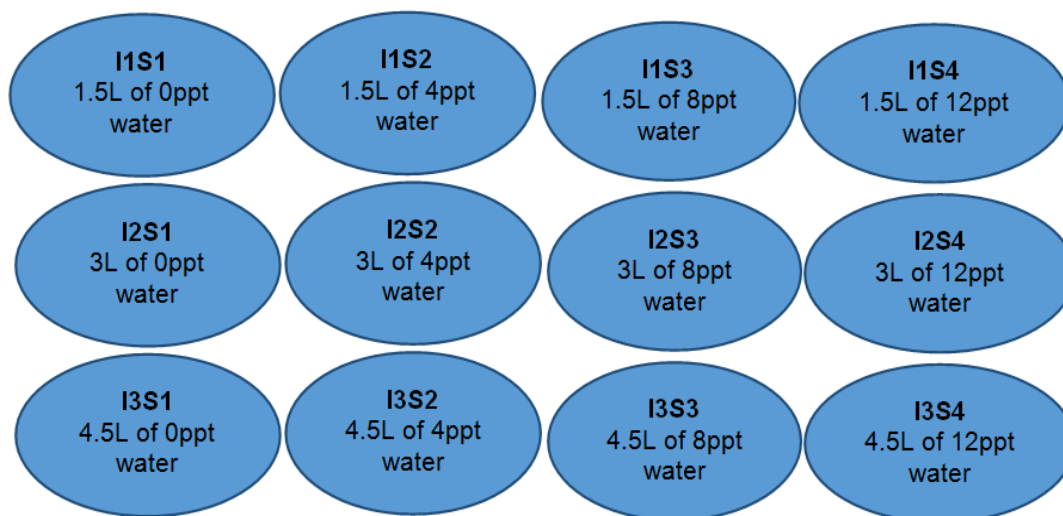 I1S1
1.5L of 0ppt
water
I1S2
1.5L of 4ppt
water
I1S3
1.5L of 8ppt
water
I1S4
1.5L of 12ppt
water
I2S1
3L of 0ppt
water
I2S2
3L of 4ppt
water
I2S3
3L of 8ppt
water
I2S4
3L of 12ppt
water
I3S1
4.5L of 0ppt
water
I3S2
4.5L of 4ppt
water
I3S3
4.5L of 8ppt
water
I3S4
4.5L of 12ppt
water